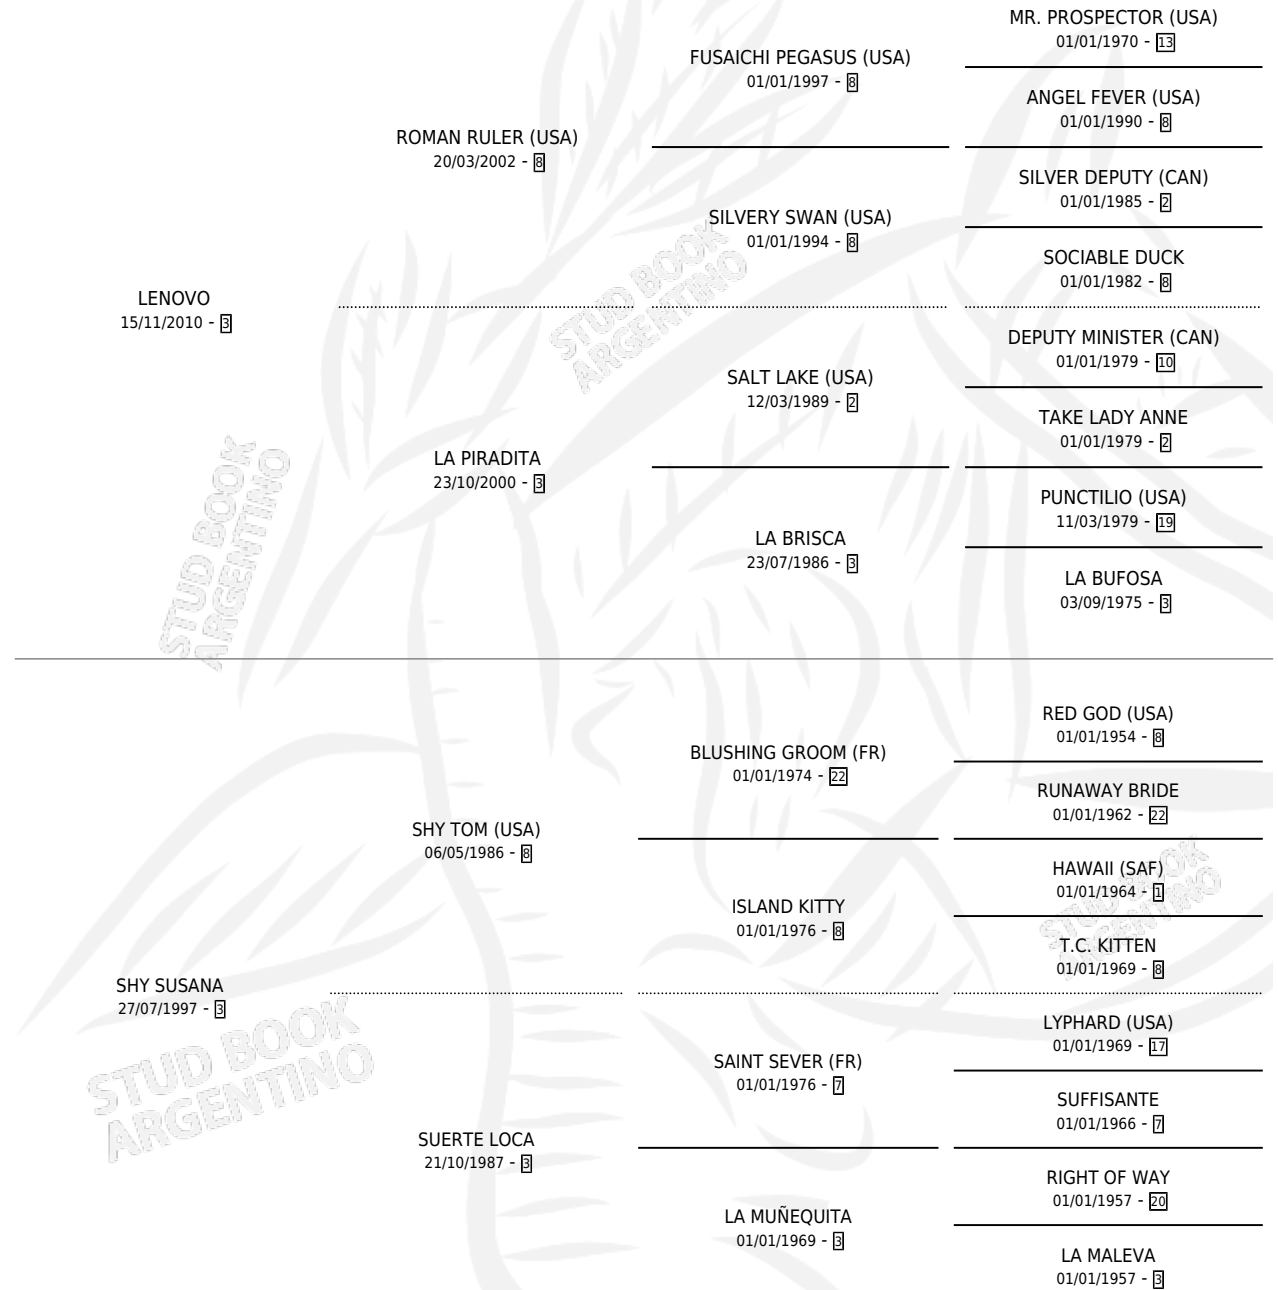 MR. PROSPECTOR (USA)
01/01/1970 - 13
FUSAICHI PEGASUS (USA)
01/01/1997 - 8
ANGEL FEVER (USA)
01/01/1990 - 8
ROMAN RULER (USA)
20/03/2002 - 8
SILVER DEPUTY (CAN)
01/01/1985 - 2
SILVERY SWAN (USA)
01/01/1994 - 8
SOCIABLE DUCK
01/01/1982 - 8
LENOVO
15/11/2010 - 3
STUD BOOK
ARGENTINO
DEPUTY MINISTER (CAN)
01/01/1979 - 10
SALT LAKE (USA)
12/03/1989 - 2
TAKE LADY ANNE
01/01/1979 - 2
LA PIRADITA
23/10/2000 - 3
PUNCTILIO (USA)
11/03/1979 - 19
LA BRISCA
23/07/1986 - 3
LA BUFOSA
03/09/1975 - 3
STUD BOOK
ARGENTINO
RED GOD (USA)
01/01/1954 - 8
BLUSHING GROOM (FR)
01/01/1974 - 22
RUNAWAY BRIDE
01/01/1962 - 22
SHY TOM (USA)
06/05/1986 - 8
HAWAII (SAF)
01/01/1964 - 1
ISLAND KITTY
01/01/1976 - 8
T.C. KITTEN
01/01/1969 - 8
STUD BOOK
ARGENTINO
SHY SUSANA
27/07/1997 - 3
STUD BOOK
ARGENTINO
LYPHARD (USA)
01/01/1969 - 17
SAINT SEVER (FR)
01/01/1976 - 7
SUFFISANTE
01/01/1966 - 7
SUERTE LOCA
21/10/1987 - 3
RIGHT OF WAY
01/01/1957 - 20
LA MUÑEQUITA
01/01/1969 - 3
LA MALEVA
01/01/1957 - 3